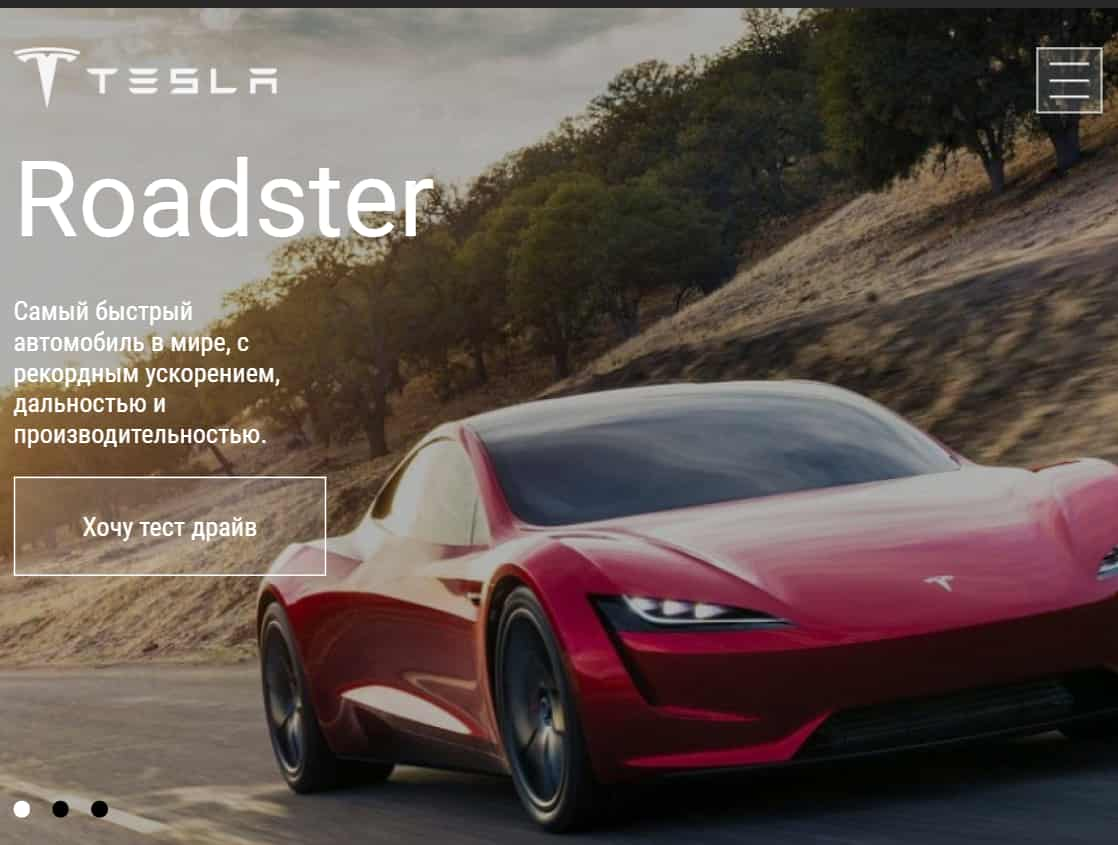 TESLA
Roadster
Самый быстрый
автомобиль в мире, с
рекордным ускорением,
дальностью и
производительностью.
Хочу тест драйв